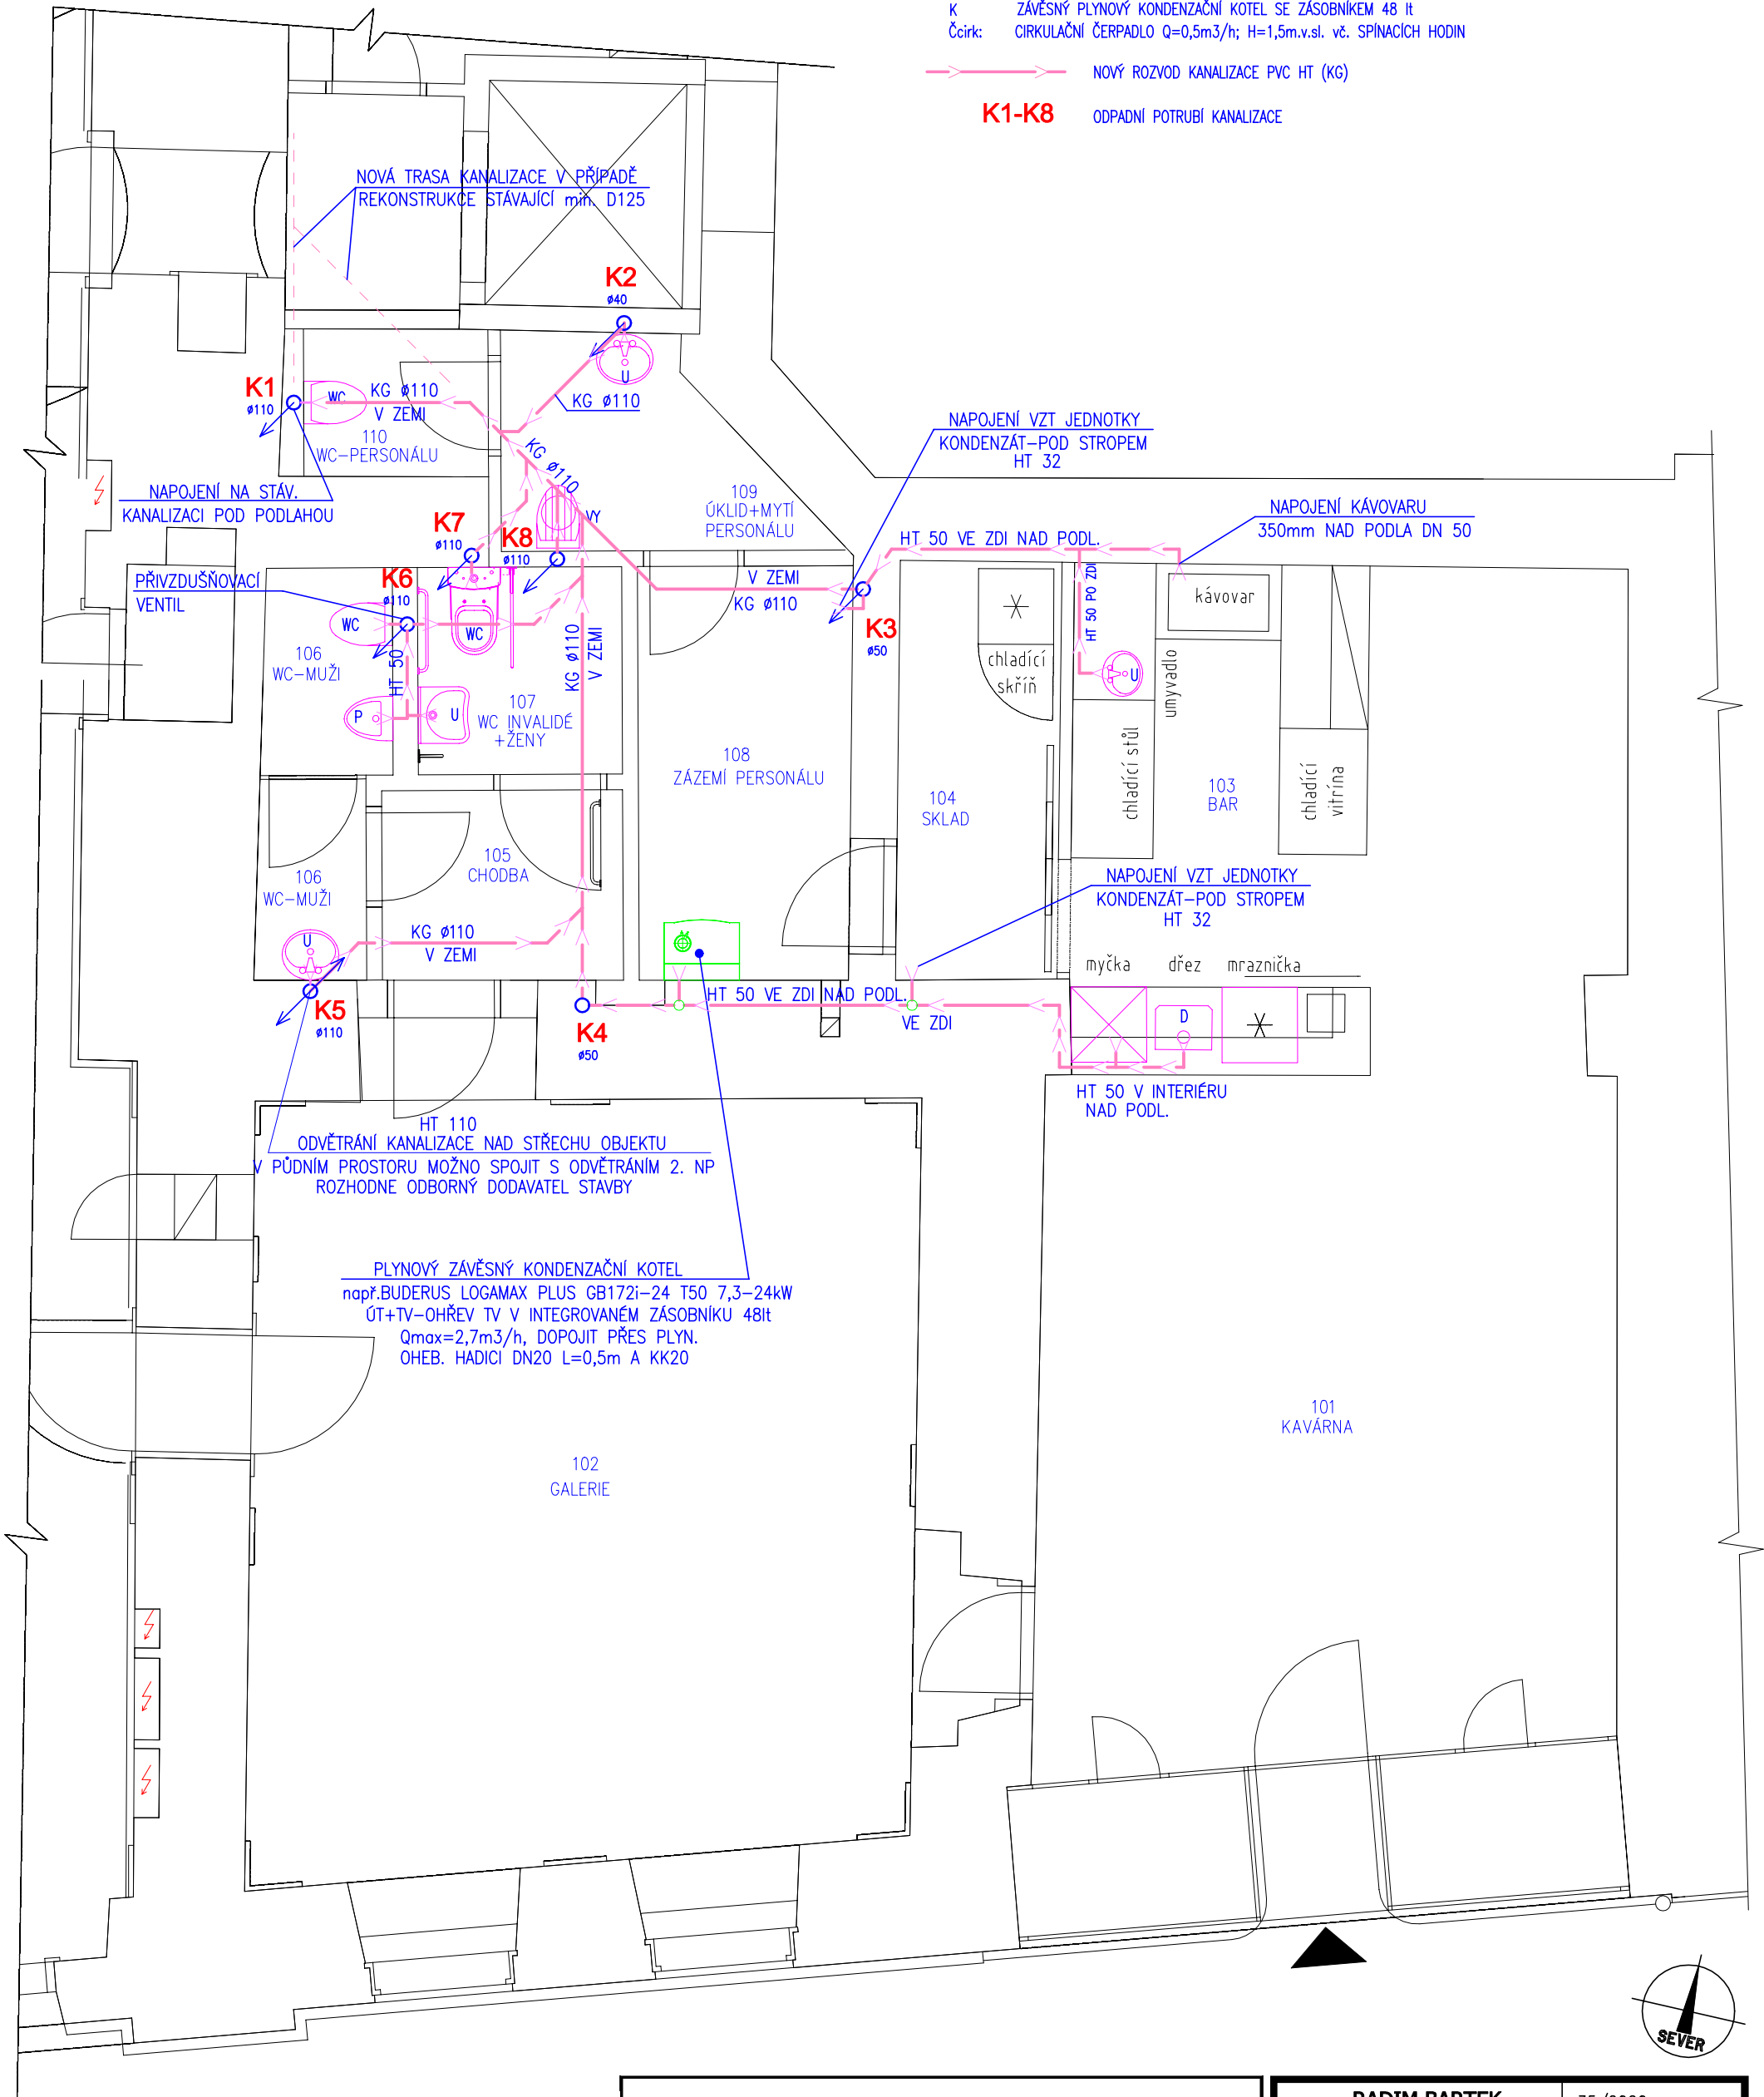 K ZÁVĚSNÝ PLYNOVÝ KONDENZAČNÍ KOTEL SE ZÁSOBNÍKEM 48 lt
Čcirk: CIRKULAČNÍ ČERPADLO Q=0,5m3/h; H=1,5m.v.sl. vč. SPÍNACÍCH HODIN
NOVÝ ROZVOD KANALIZACE PVC HT (KG)
K1-K8 ODPADNÍ POTRUBÍ KANALIZACE
NOVÁ TRASA KANALIZACE V PŘÍPADĚ
REKONSTRUKCE STÁVAJÍCÍ min. D125
K2
ø40
U
KG ø110
K1
ø110
WC
KG ø110
V ZEMI
110
WC-PERSONÁLU
NAPOJENÍ NA STÁV.
KANALIZACI POD PODLAHOU
KG ø110
109
ÚKLID+MYTÍ
PERSONÁLU
VY
NAPOJENÍ VZT JEDNOTKY
KONDENZÁT-POD STROPEM
HT 32
NAPOJENÍ KÁVOVARU
350mm NAD PODLA DN 50
HT 50 VE ZDI NAD PODL.
K7
ø110
K8
ø110
K6
ø110
PŘIVZDUŠŇOVACÍ
VENTIL
V ZEMI
KG ø110
K3
ø50
HT 50 PO ZDI
kávovar
WC
WC
106
WC-MUŽI
HT 50
P
U
107
WC INVALIDÉ
+ŽENY
KG ø110
V ZEMI
chladící
skříň
U
umyvadlo
chladící stůl
108
ZÁZEMÍ PERSONÁLU
104
SKLAD
103
BAR
chladící
vitrína
105
CHODBA
106
WC-MUŽI
U
KG ø110
V ZEMI
NAPOJENÍ VZT JEDNOTKY
KONDENZÁT-POD STROPEM
HT 32
myčka dřez mraznička
D
K5
ø110
K4
ø50
HT 50 VE ZDI NAD PODL.
VE ZDI
HT 50 V INTERIÉRU
NAD PODL.
HT 110
ODVĚTRÁNÍ KANALIZACE NAD STŘECHU OBJEKTU
V PŮDNÍM PROSTORU MOŽNO SPOJIT S ODVĚTRÁNÍM 2. NP
ROZHODNE ODBORNÝ DODAVATEL STAVBY
PLYNOVÝ ZÁVĚSNÝ KONDENZAČNÍ KOTEL
např.BUDERUS LOGAMAX PLUS GB172i-24 T50 7,3-24kW
ÚT+TV-OHŘEV TV V INTEGROVANÉM ZÁSOBNÍKU 48lt
Qmax=2,7m3/h, DOPOJIT PŘES PLYN.
OHEB. HADICI DN20 L=0,5m A KK20
101
KAVÁRNA
102
GALERIE
SEVER
RADIM BARTEK